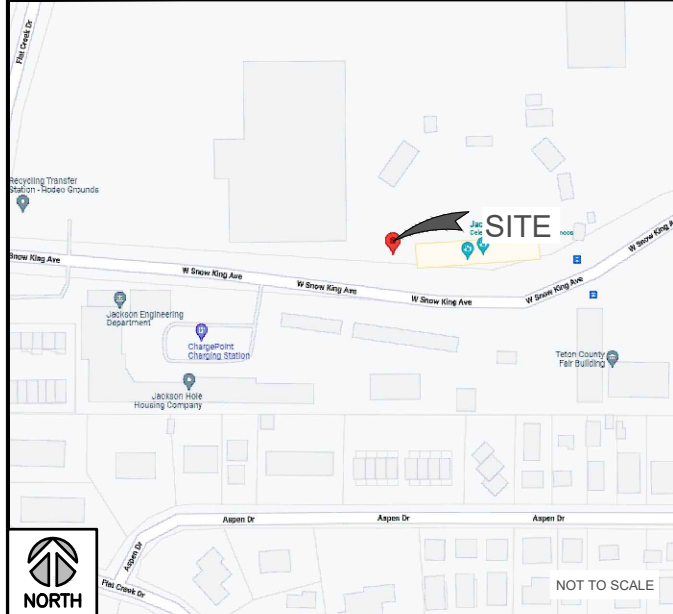 Flat Creek Dr
Recycling Transfer
Station - Rodeo Grounds
SITE
Snow King Ave
W Snow King Ave
W Snow King Ave
W Snow King Ave
W Snow King Ave
W Snow King
Jackson Engineering
Department
ChargePoint
Charging Station
Jackson Hole
Housing Company
Teton County
Fair Building
Aspen Dr
Aspen Dr
Aspen Dr
Aspen Dr
Flat Creek Dr
NORTH
NOT TO SCALE